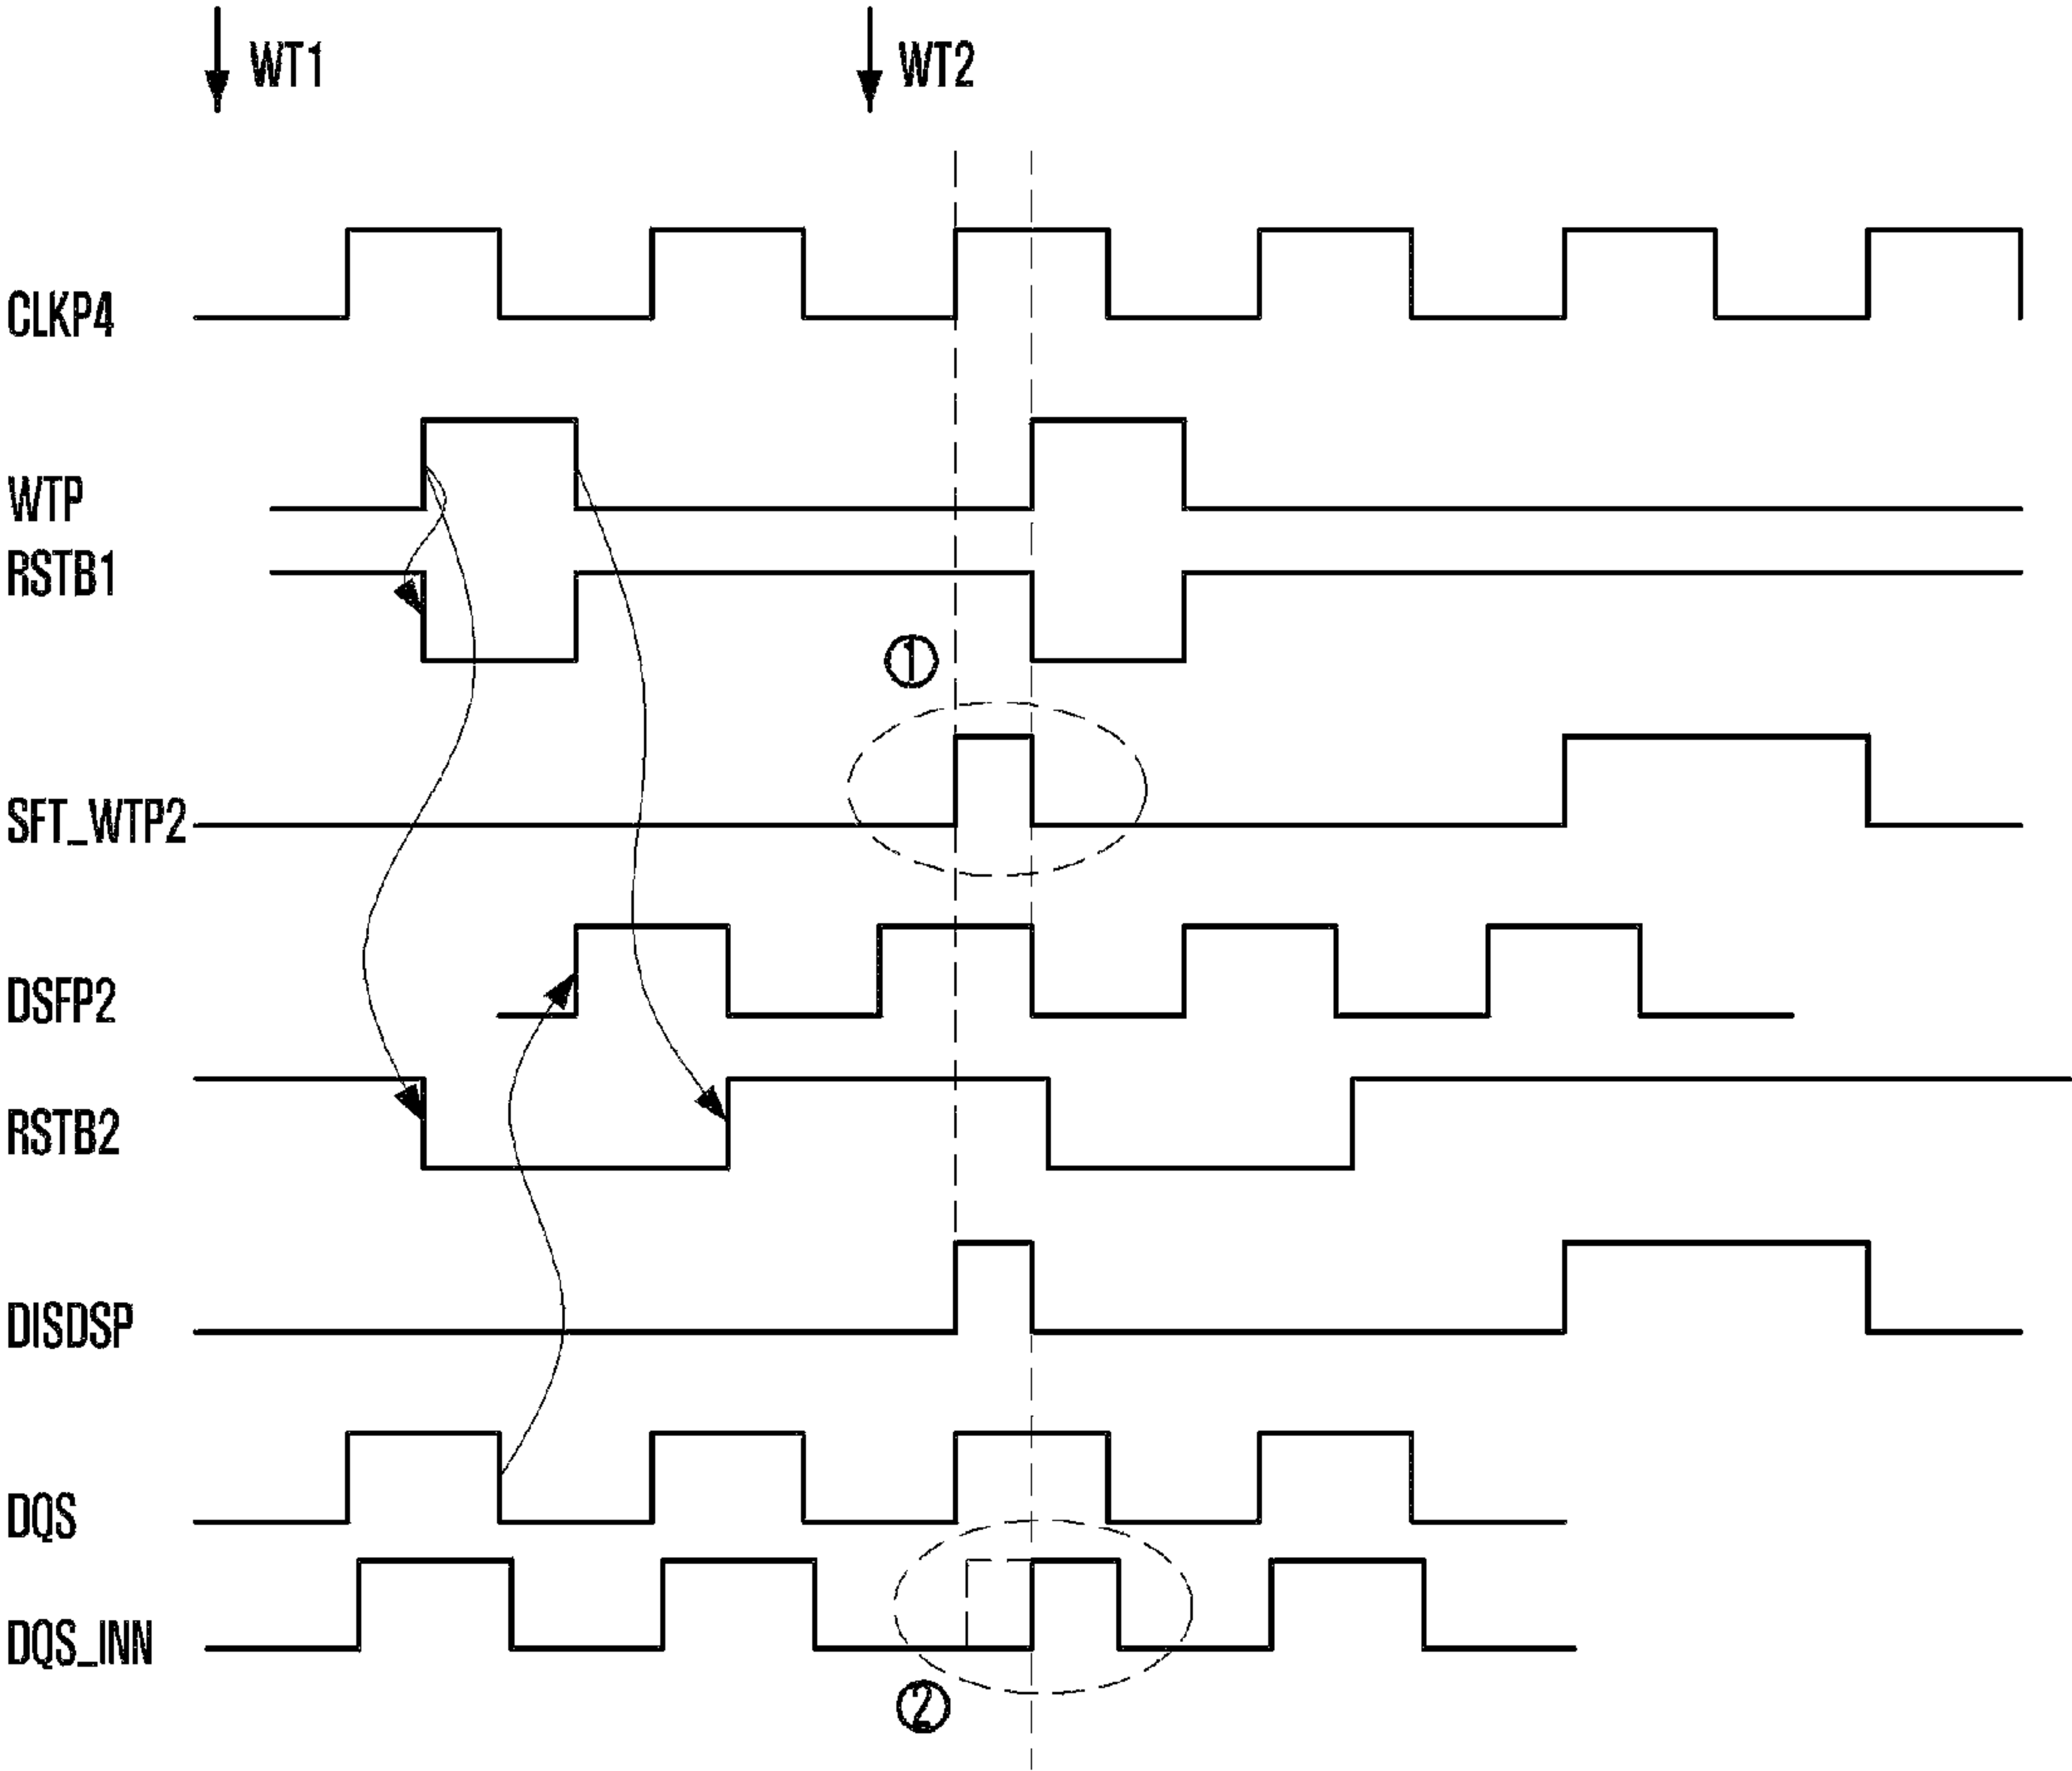 WT1
WT2
CLKP4
WTP
RSTB1
①
SFT_WTP2
DSFP2
RSTB2
DISDSP
DQS
DQS_INN
②